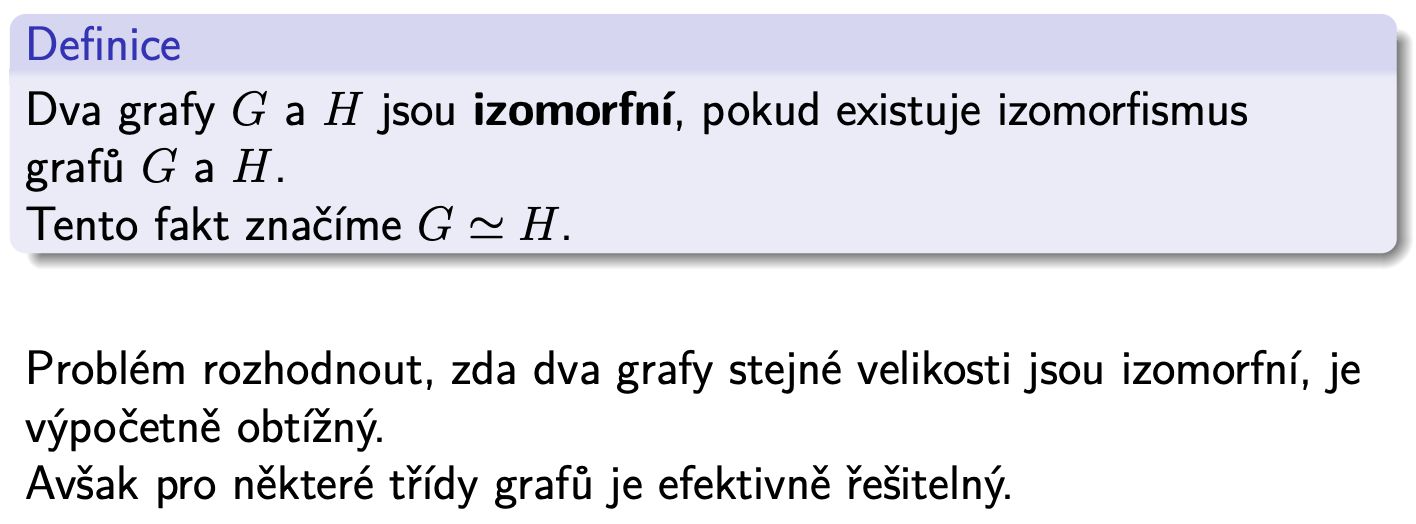 Definice
Dva grafy G a H jsou izomorfní, pokud existuje izomorfismus
grafů G a H.
Tento fakt značíme G ≃ H.
Problém rozhodnout, zda dva grafy stejné velikosti jsou izomorfní, je
výpočetně obtížný.
Avšak pro některé třídy grafů je efektivně řešitelný.